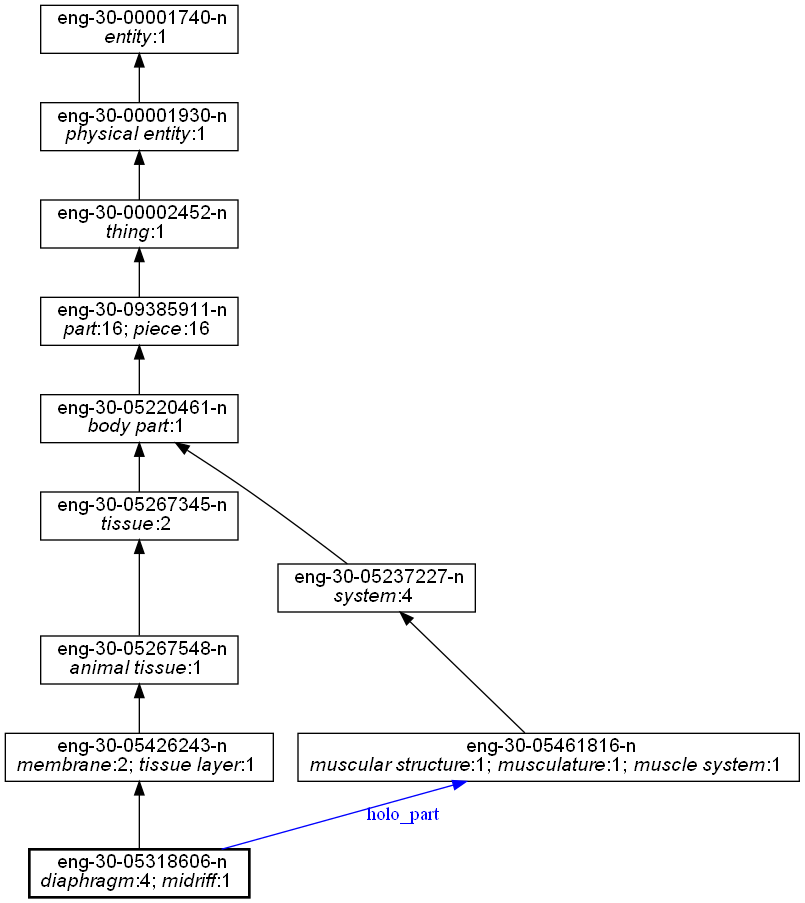 eng-30-00001740-n
entity:1
eng-30-00001930-n
physical entity:1
eng-30-00002452-n
thing:1
eng-30-09385911-n
part:16; piece:16
eng-30-05220461-n
body part:1
eng-30-05267345-n
tissue:2
eng-30-05237227-n
system:4
eng-30-05267548-n
animal tissue:1
eng-30-05426243-n
membrane:2; tissue layer:1
eng-30-05461816-n
muscular structure:1; musculature:1; muscle system:1
holo_part
eng-30-05318606-n
diaphragm:4; midriff:1